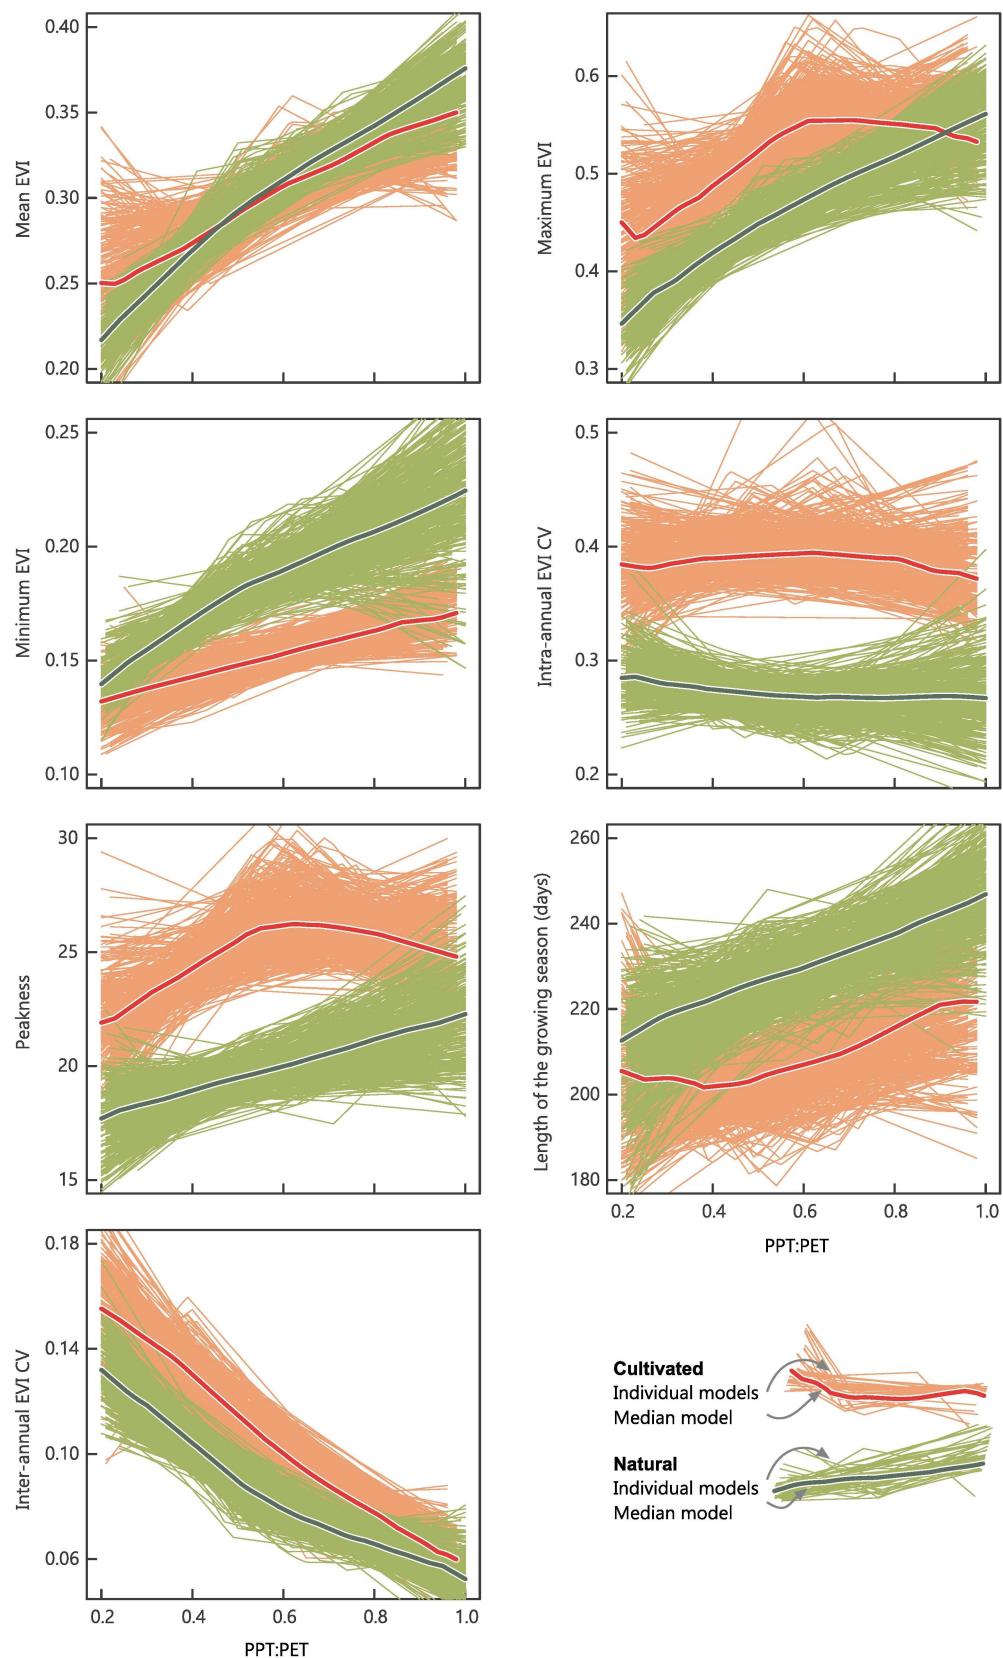 0.40
0.35
0.30
0.25
0.20
Mean EVI
0.6
0.5
0.4
0.3
Maximum EVI
0.25
0.20
0.15
0.10
Minimum EVI
0.5
0.4
0.3
0.2
Intra-annual EVI CV
30
25
20
15
Peakness
260
240
220
200
180
Length of the growing season (days)
0.2 0.4 0.6 0.8 1.0
PPT:PET
0.18
0.14
0.10
0.06
Inter-annual EVI CV
0.2 0.4 0.6 0.8 1.0
PPT:PET
Cultivated
Individual models
Median model
Natural
Individual models
Median model